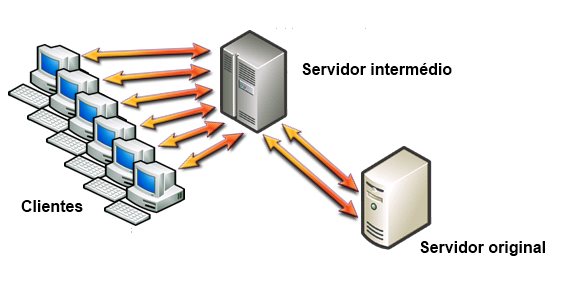 Servidor intermédio
Clientes
Servidor original